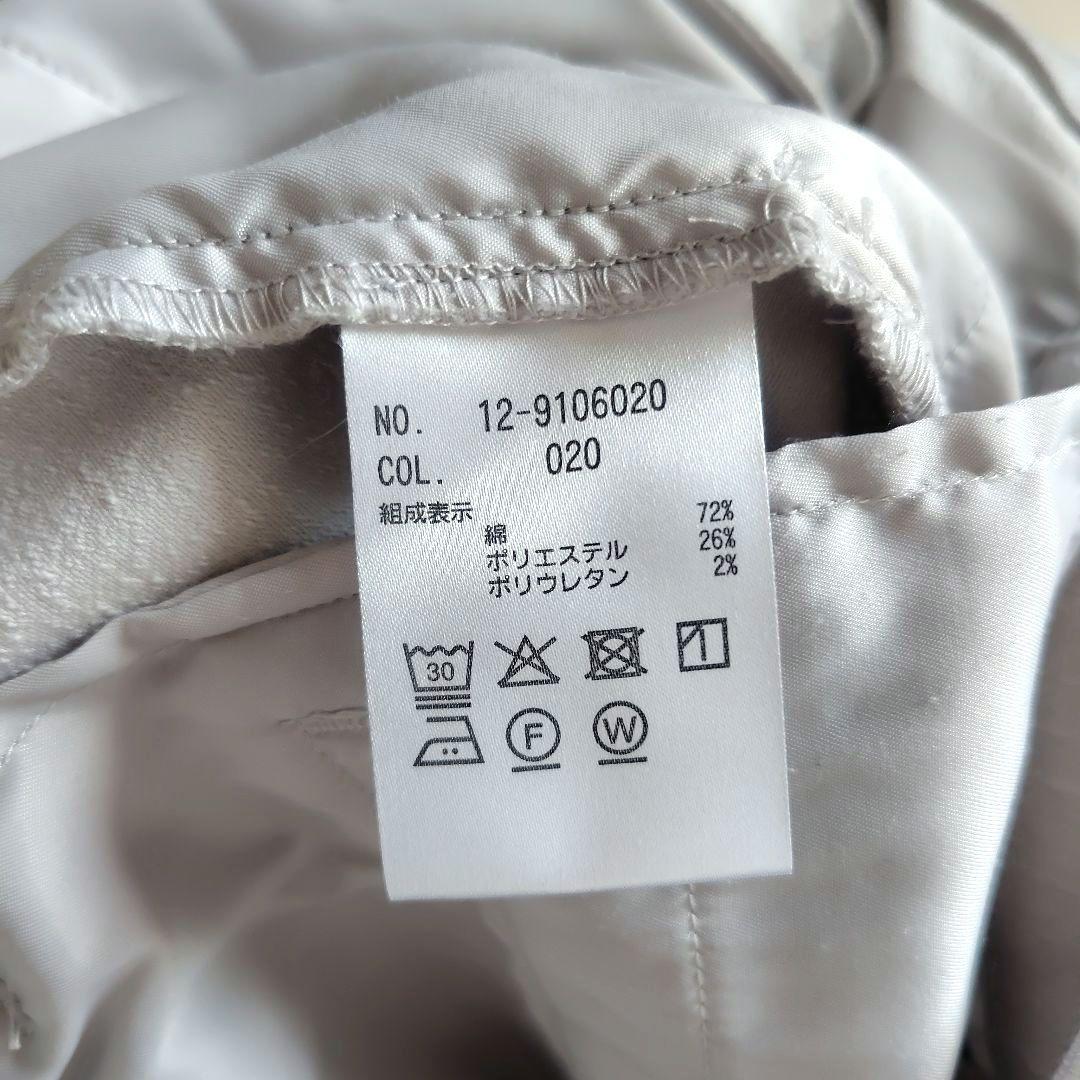 NO. 12-9106020
COL. 020
組成表示
綿 72%
ポリエステル 26%
ポリウレタン 2%
30
F W